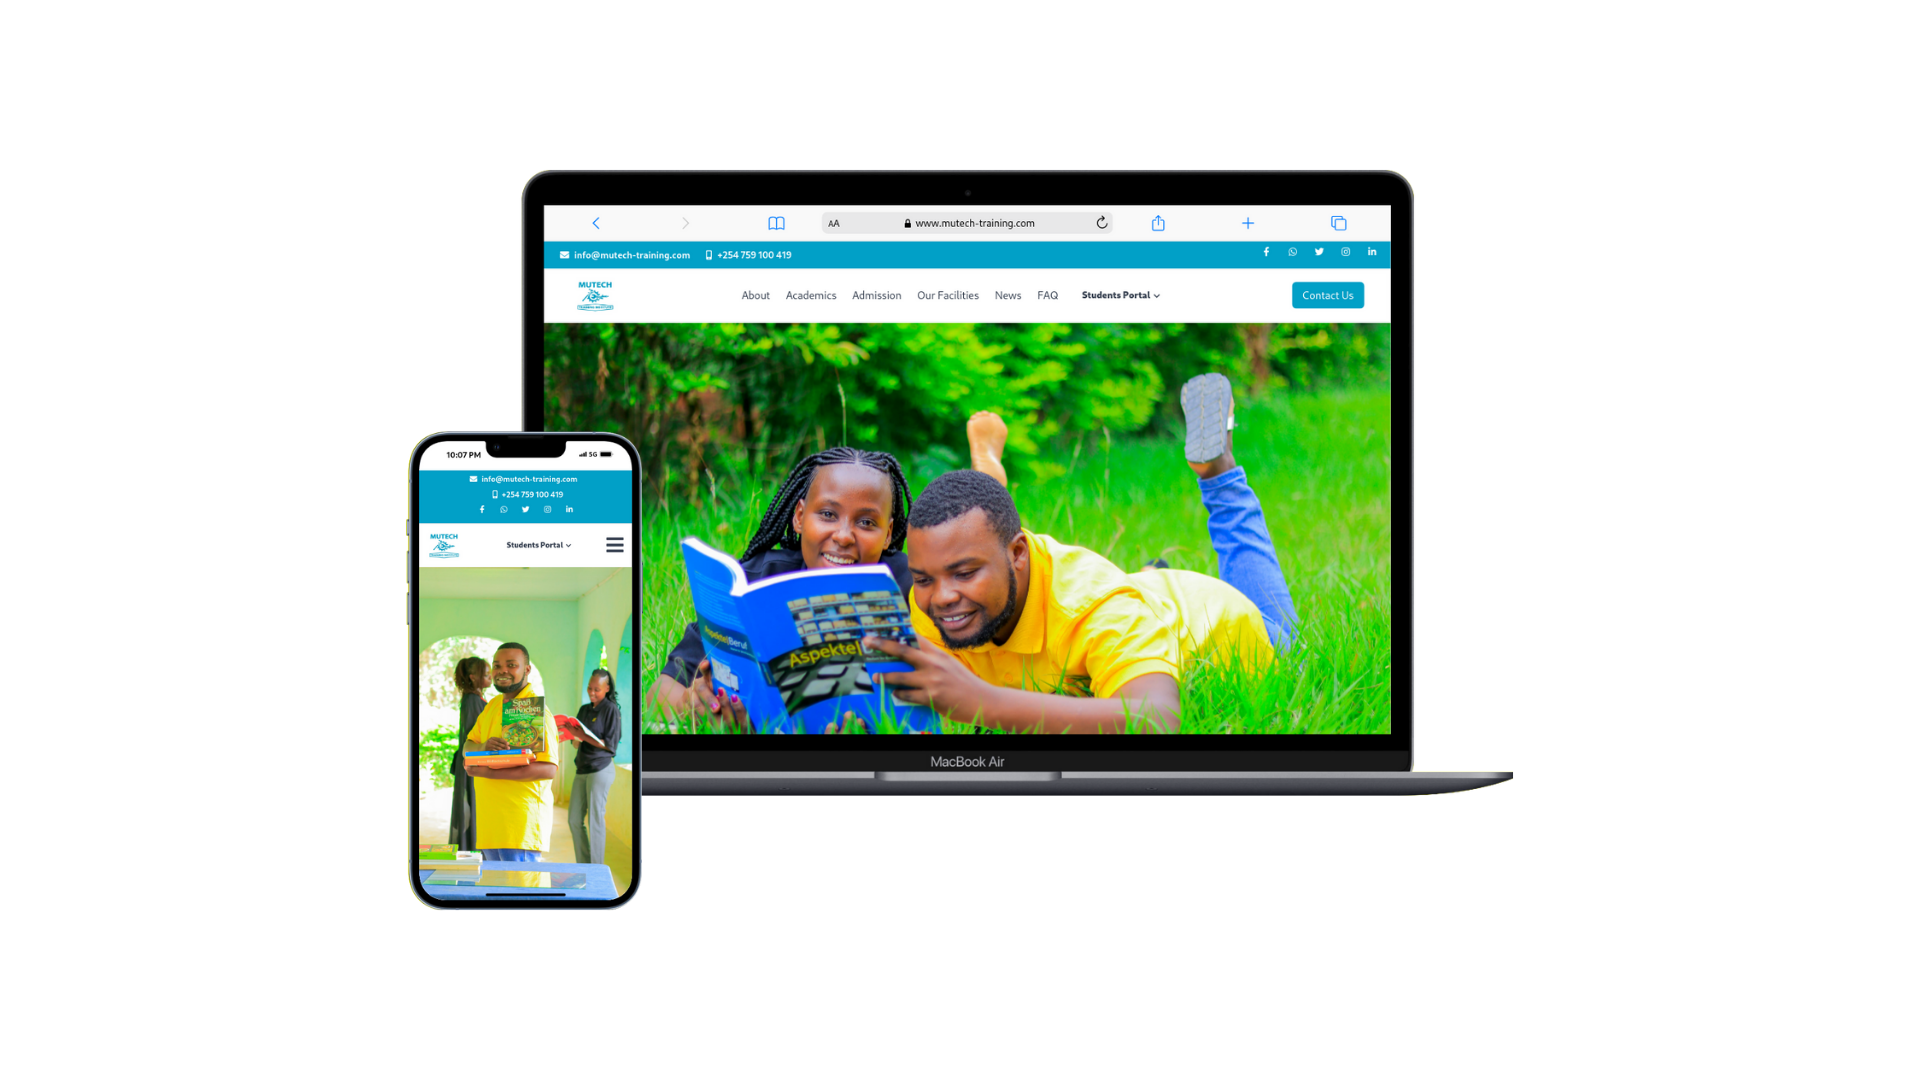 AA www.mutech-training.com
info@mutech-training.com +254 759 100 419
MUTECH
About Academics Admission Our Facilities News FAQ Students Portal Contact Us
Aspekte
MacBook Air
10:07 PM 5G
info@mutech-training.com
+254 759 100 419
MUTECH
Students Portal